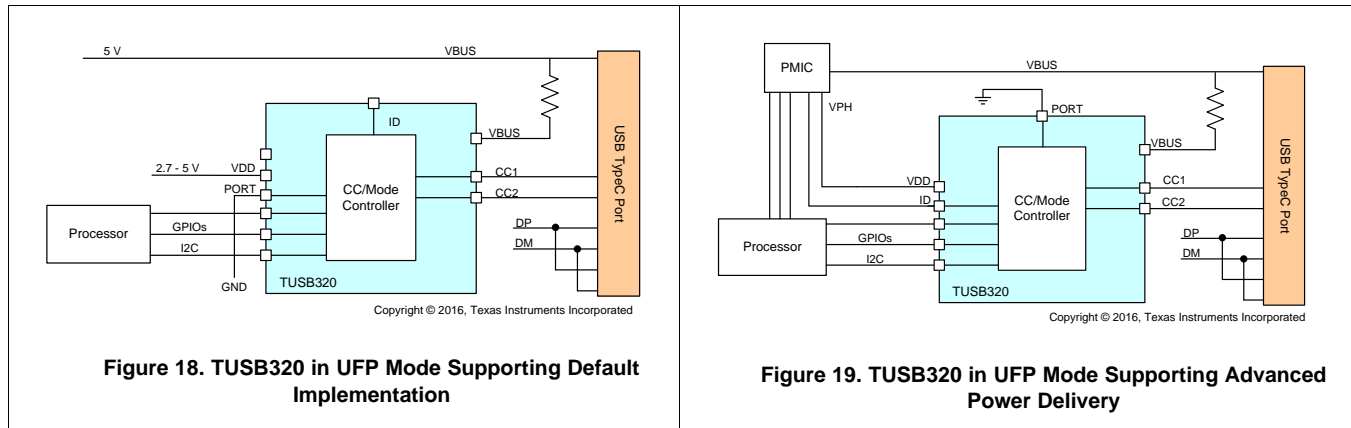 5 V
VBUS
ID
VBUS
2.7 - 5 V
VDD
PORT
CC1
CC2
CC/Mode
Controller
Processor
GPIOs
I2C
DP
DM
GND
TUSB320
USB TypeC Port
Copyright © 2016, Texas Instruments Incorporated
Figure 18. TUSB320 in UFP Mode Supporting Default
Implementation
PMIC
VBUS
VPH
PORT
VBUS
VDD
ID
CC1
CC2
CC/Mode
Controller
Processor
GPIOs
I2C
DP
DM
TUSB320
USB TypeC Port
Copyright © 2016, Texas Instruments Incorporated
Figure 19. TUSB320 in UFP Mode Supporting Advanced
Power Delivery